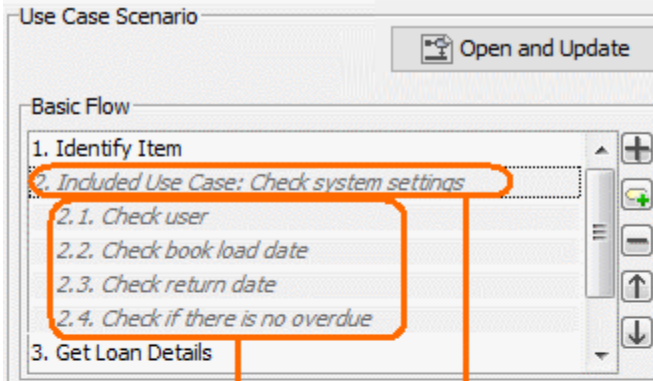 Use Case Scenario
Open and Update
Basic Flow
1. Identify Item
2. Included Use Case: Check system settings
2.1. Check user
2.2. Check book load date
2.3. Check return date
2.4. Check if there is no overdue
3. Get Loan Details